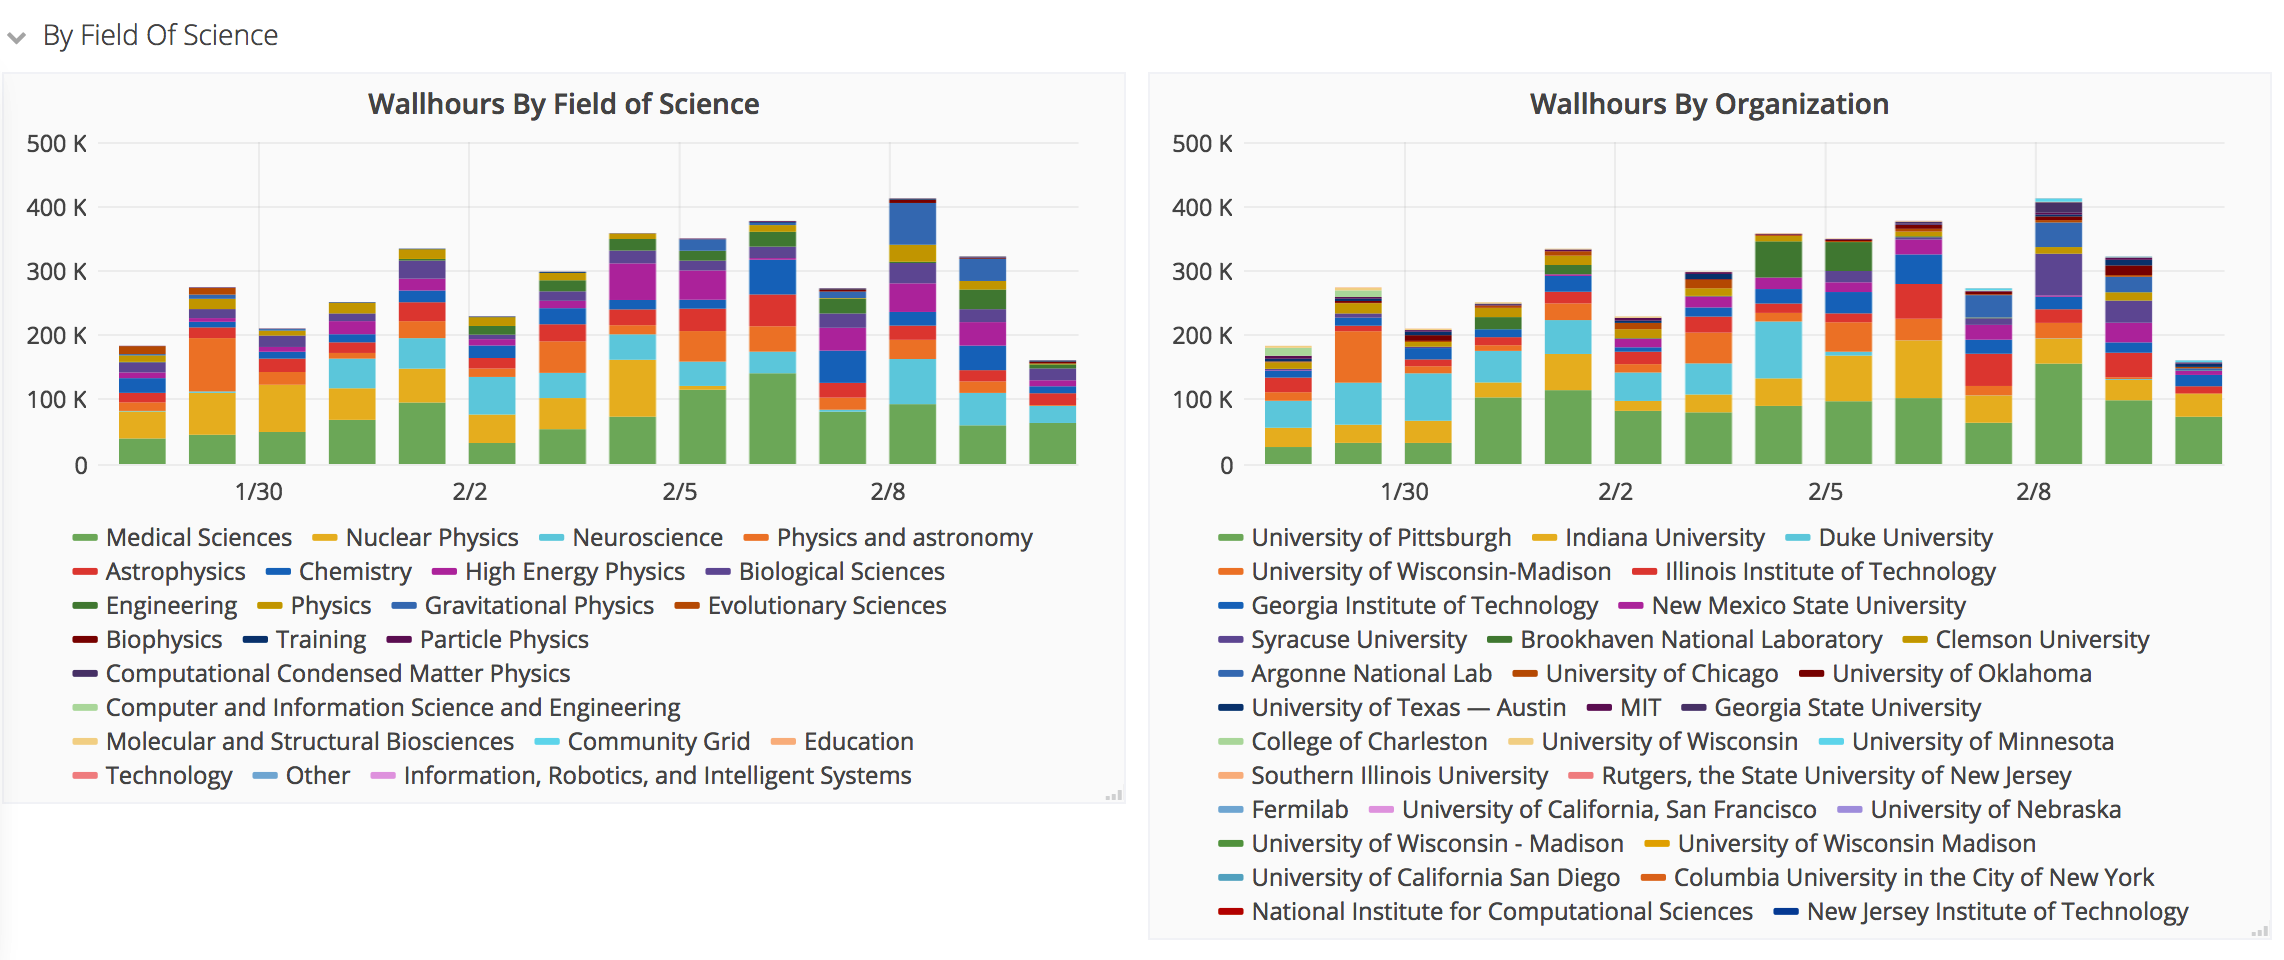 By Field Of Science
Wallhours By Field of Science
500 K
400 K
300 K
200 K
100 K
0
1/30 2/2 2/5 2/8
Medical Sciences Nuclear Physics Neuroscience Physics and astronomy
Astrophysics Chemistry High Energy Physics Biological Sciences
Engineering Physics Gravitational Physics Evolutionary Sciences
Biophysics Training Particle Physics
Computational Condensed Matter Physics
Computer and Information Science and Engineering
Molecular and Structural Biosciences Community Grid Education
Technology Other Information, Robotics, and Intelligent Systems
Wallhours By Organization
500 K
400 K
300 K
200 K
100 K
0
1/30 2/2 2/5 2/8
University of Pittsburgh Indiana University Duke University
University of Wisconsin-Madison Illinois Institute of Technology
Georgia Institute of Technology New Mexico State University
Syracuse University Brookhaven National Laboratory Clemson University
Argonne National Lab University of Chicago University of Oklahoma
University of Texas — Austin MIT Georgia State University
College of Charleston University of Wisconsin University of Minnesota
Southern Illinois University Rutgers, the State University of New Jersey
Fermilab University of California, San Francisco University of Nebraska
University of Wisconsin - Madison University of Wisconsin Madison
University of California San Diego Columbia University in the City of New York
National Institute for Computational Sciences New Jersey Institute of Technology